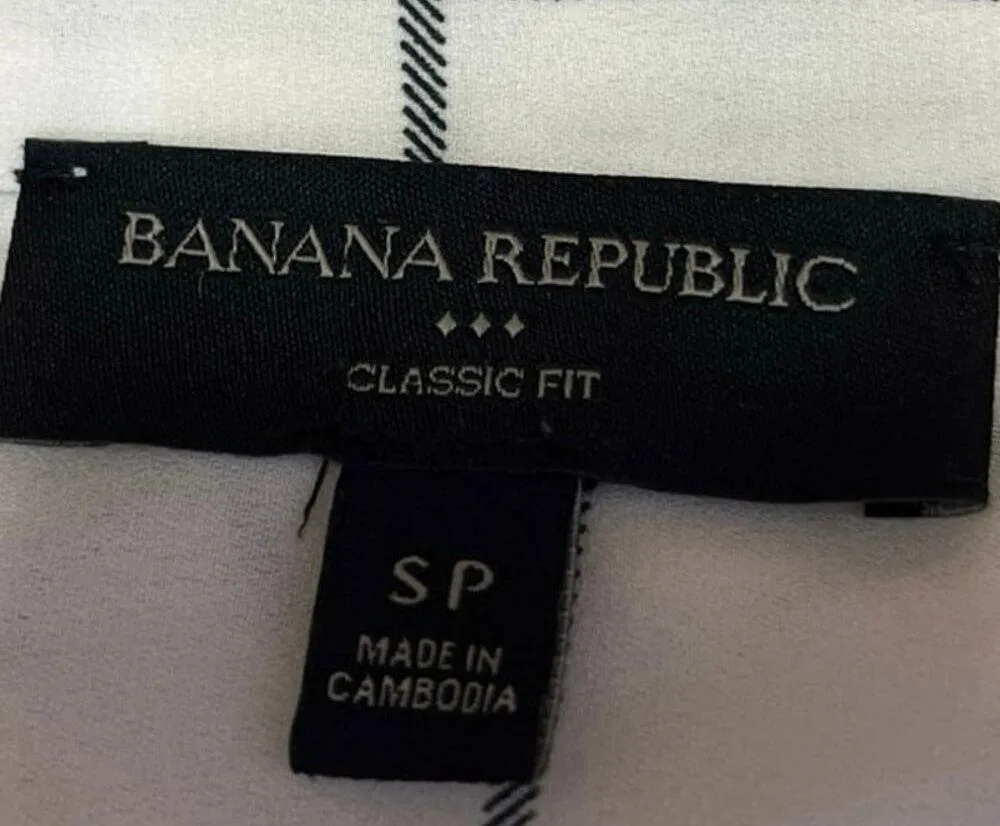 BANANA REPUBLIC
CLASSIC FIT
SP
MADE IN
CAMBODIA